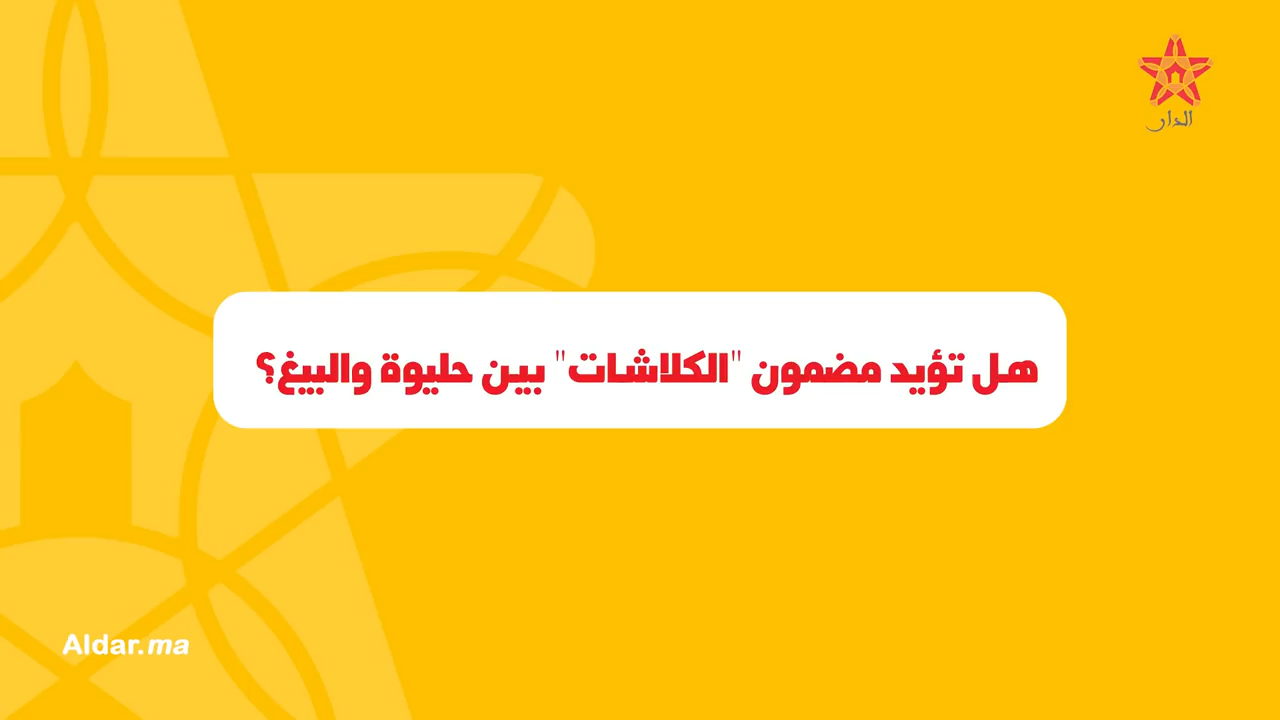 الدار
هل تؤيد مضمون "الكلاشات" بين حليوة والبيغ؟
Aldar.ma